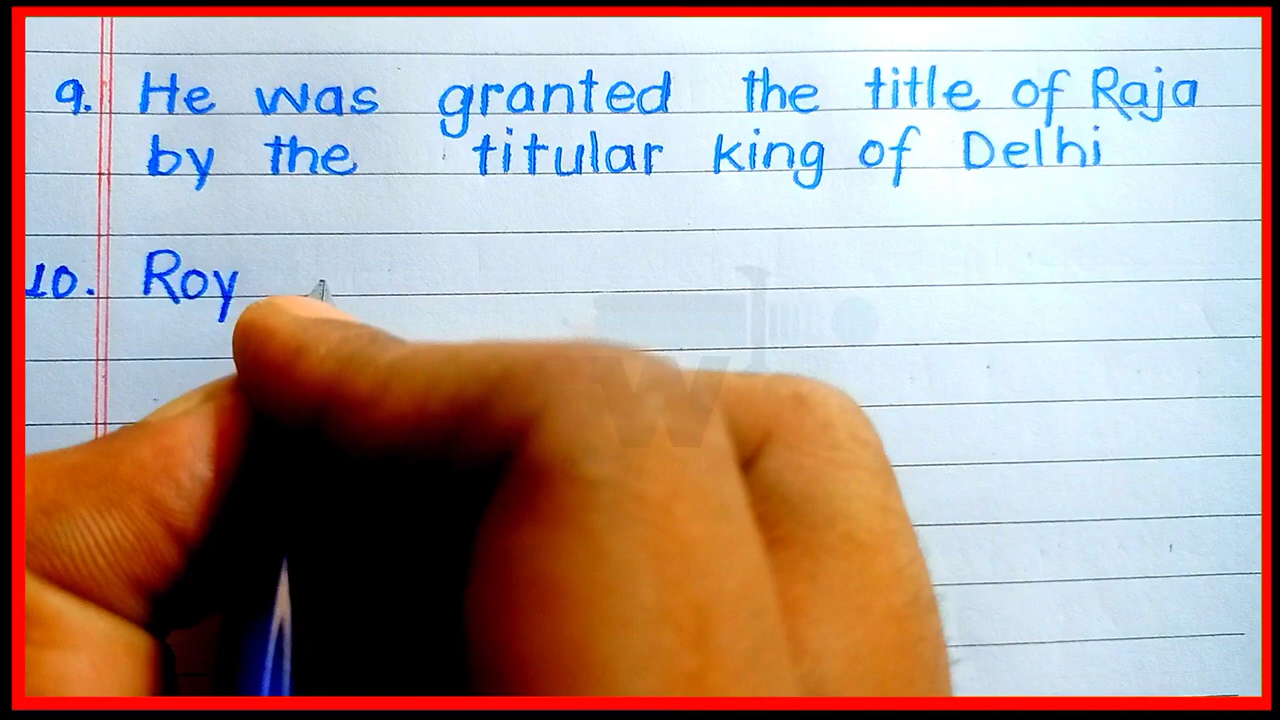 9. He was granted the title of Raja
by the titular king of Delhi
10. Roy